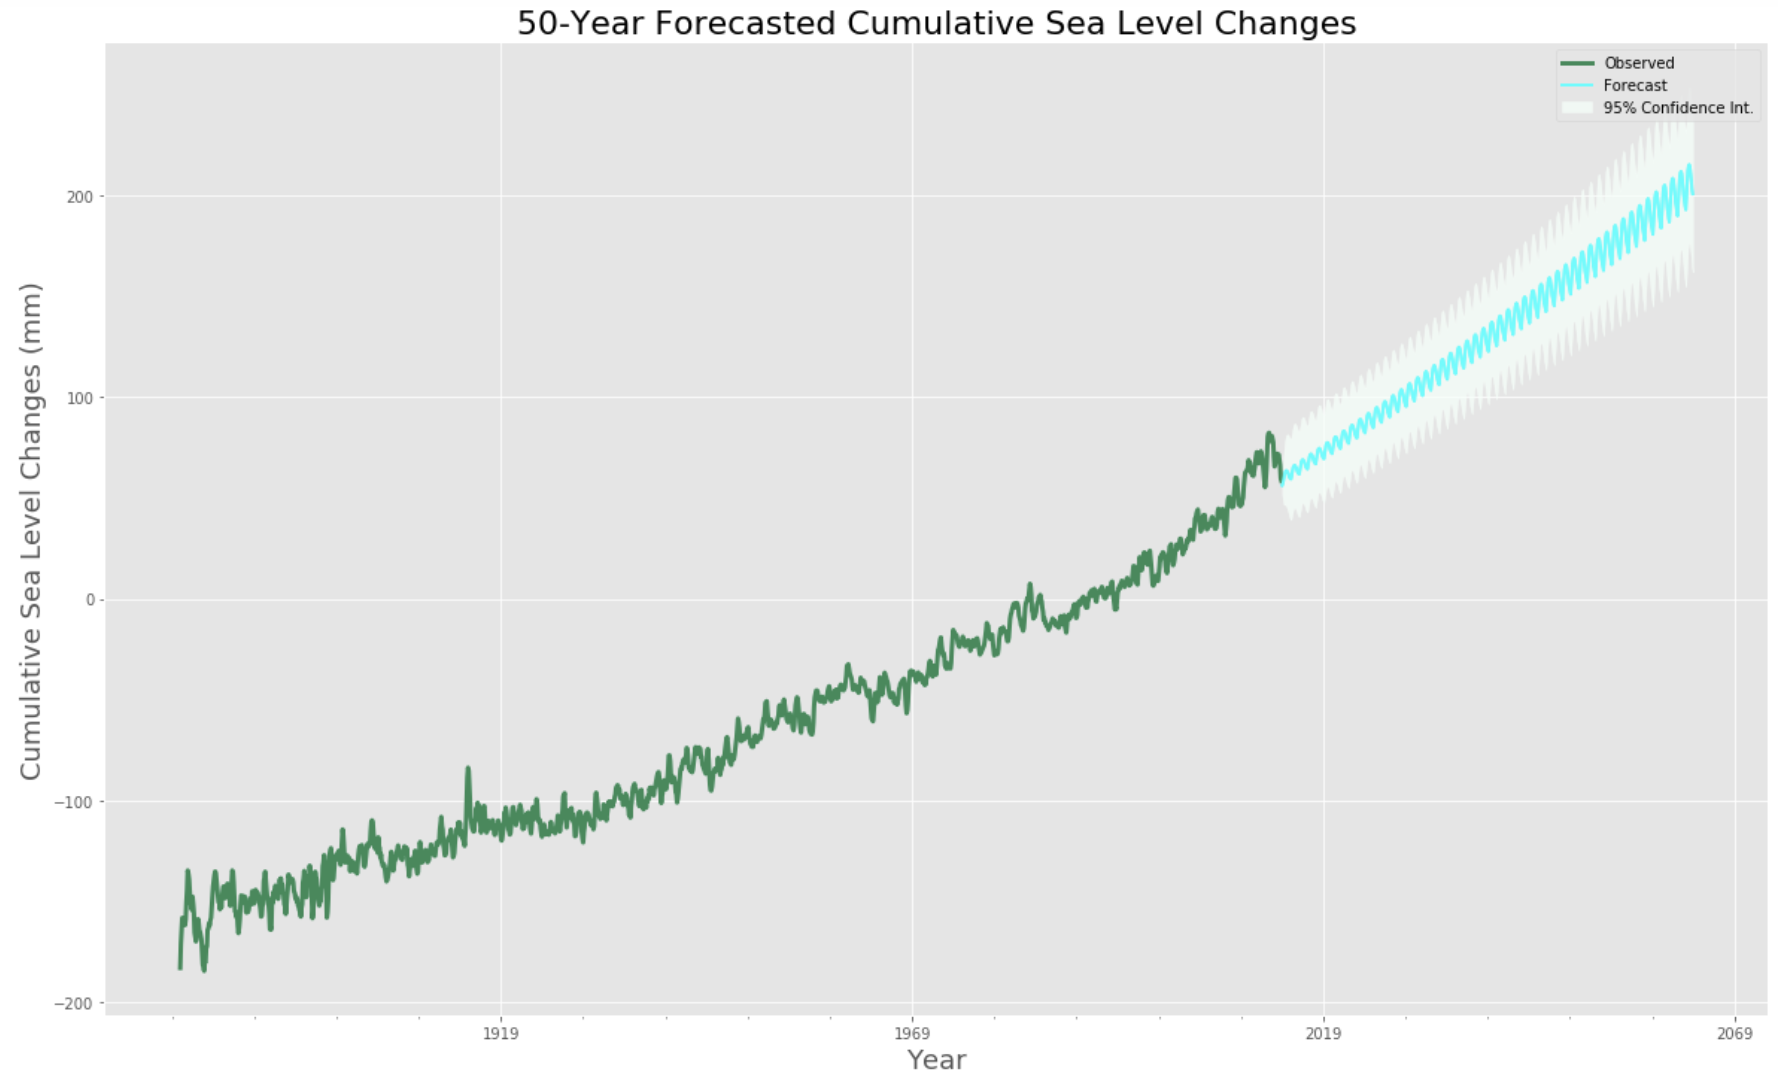 50-Year Forecasted Cumulative Sea Level Changes
Observed
Forecast
95% Confidence Int.
Cumulative Sea Level Changes (mm)
200
100
0
−100
−200
1919
1969
2019
2069
Year